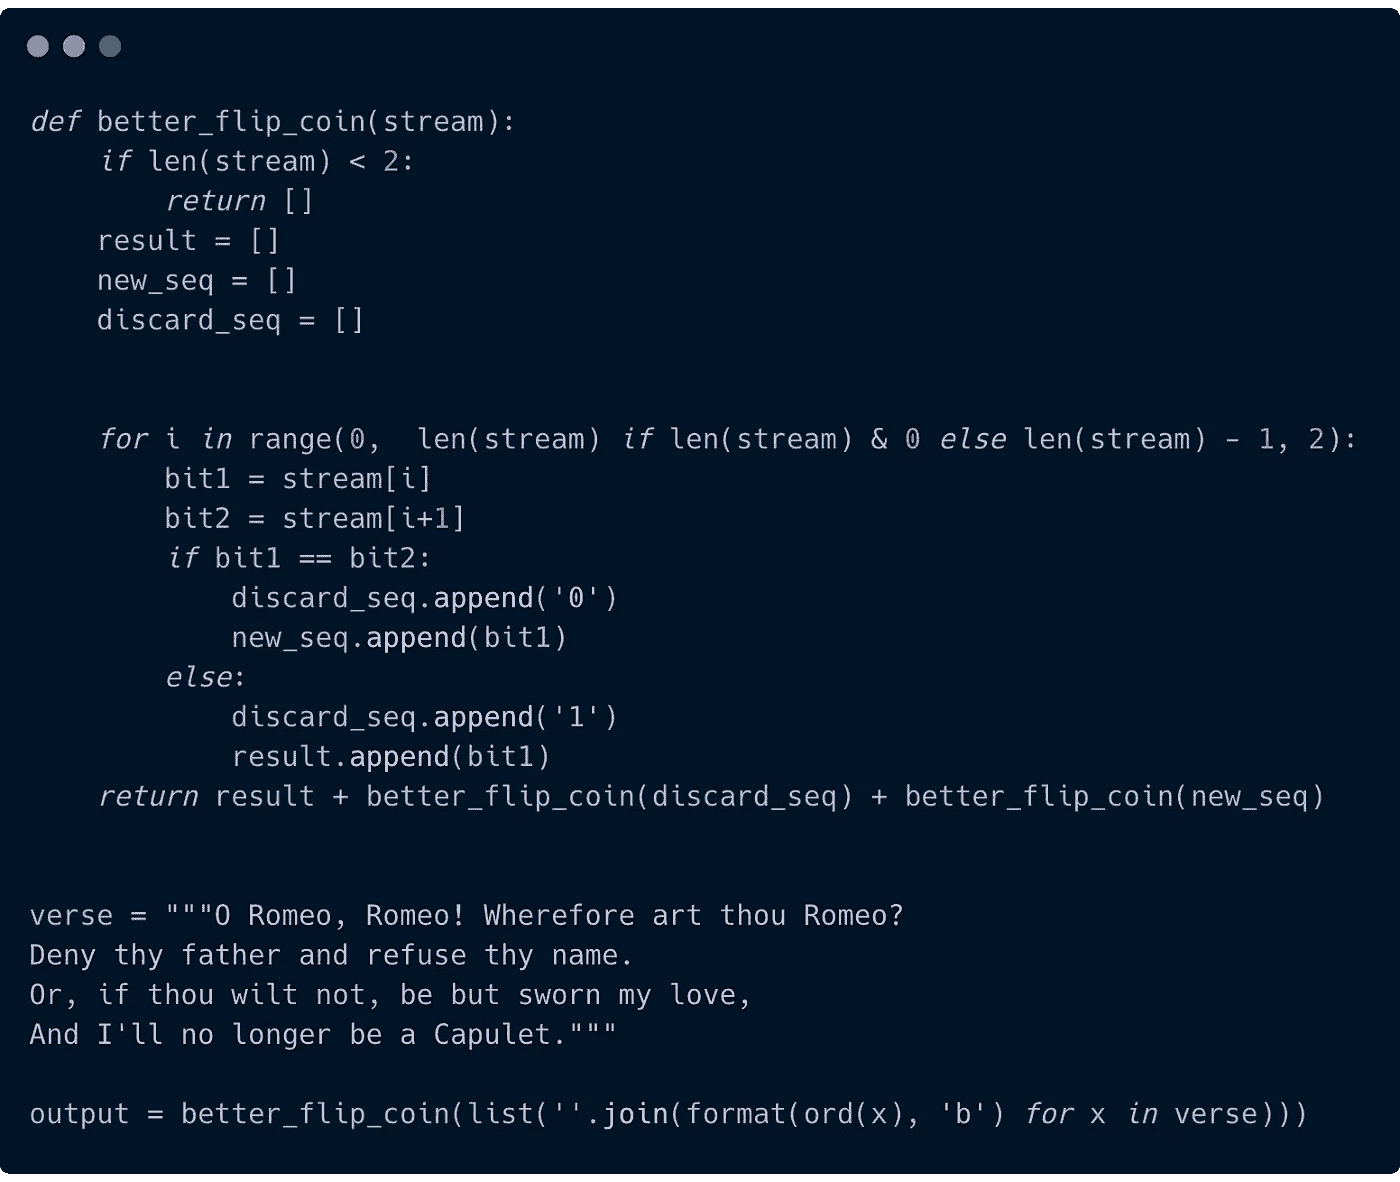 def better_flip_coin(stream):
    if len(stream) < 2:
        return []
    result = []
    new_seq = []
    discard_seq = []
    for i in range(0,  len(stream) if len(stream) & 0 else len(stream) - 1, 2):
        bit1 = stream[i]
        bit2 = stream[i+1]
        if bit1 == bit2:
            discard_seq.append('0')
            new_seq.append(bit1)
        else:
            discard_seq.append('1')
            result.append(bit1)
    return result + better_flip_coin(discard_seq) + better_flip_coin(new_seq)
verse = """O Romeo, Romeo! Wherefore art thou Romeo?
Deny thy father and refuse thy name.
Or, if thou wilt not, be but sworn my love,
And I'll no longer be a Capulet."""
output = better_flip_coin(list(''.join(format(ord(x), 'b') for x in verse)))